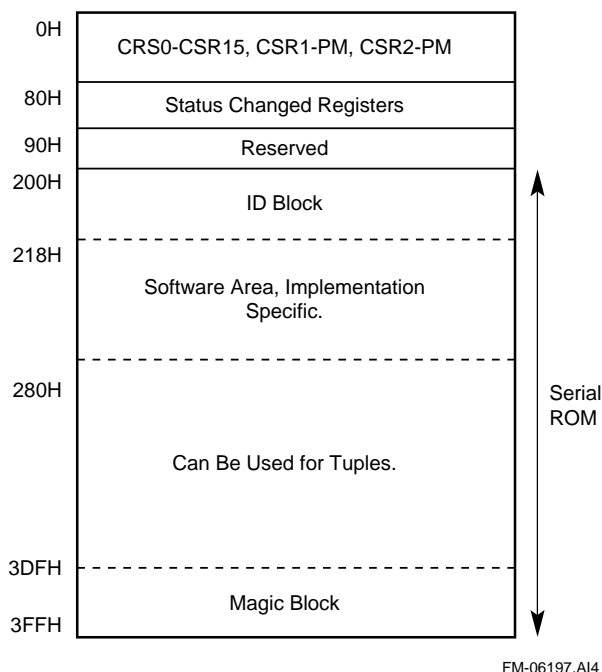 0H
CRS0-CSR15, CSR1-PM, CSR2-PM
80H
Status Changed Registers
90H
Reserved
200H
ID Block
218H
Software Area, Implementation
Specific.
280H
Serial
ROM
Can Be Used for Tuples.
3DFH
Magic Block
3FFH
FM-06197.AI4